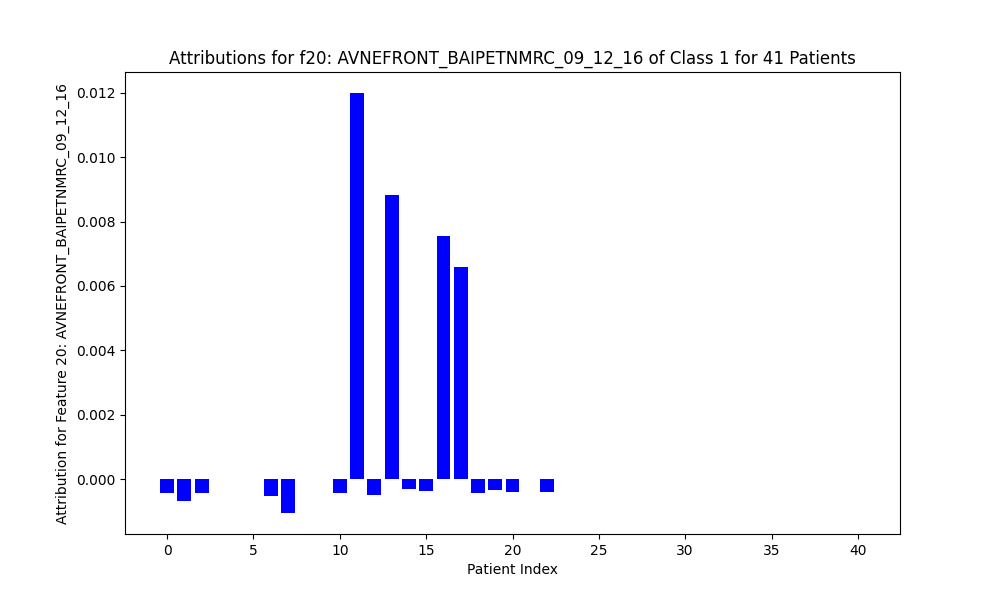 Attributions for f20: AVNEFRONT_BAIPETNMRC_09_12_16 of Class 1 for 41 Patients
Attribution for Feature 20: AVNEFRONT_BAIPETNMRC_09_12_16
0.012
0.010
0.008
0.006
0.004
0.002
0.000
0 5 10 15 20 25 30 35 40
Patient Index